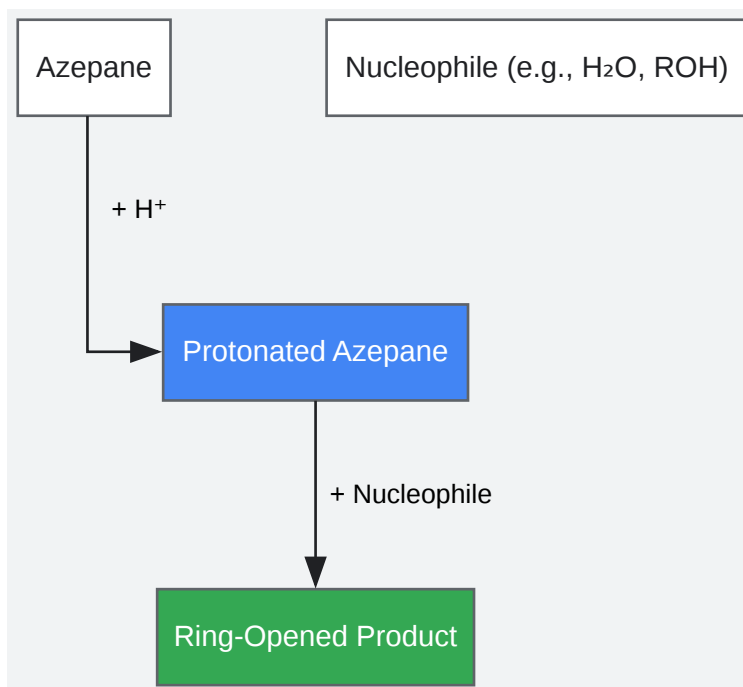 Azepane
Nucleophile (e.g., H₂O, ROH)
+ H⁺
Protonated Azepane
+ Nucleophile
Ring-Opened Product